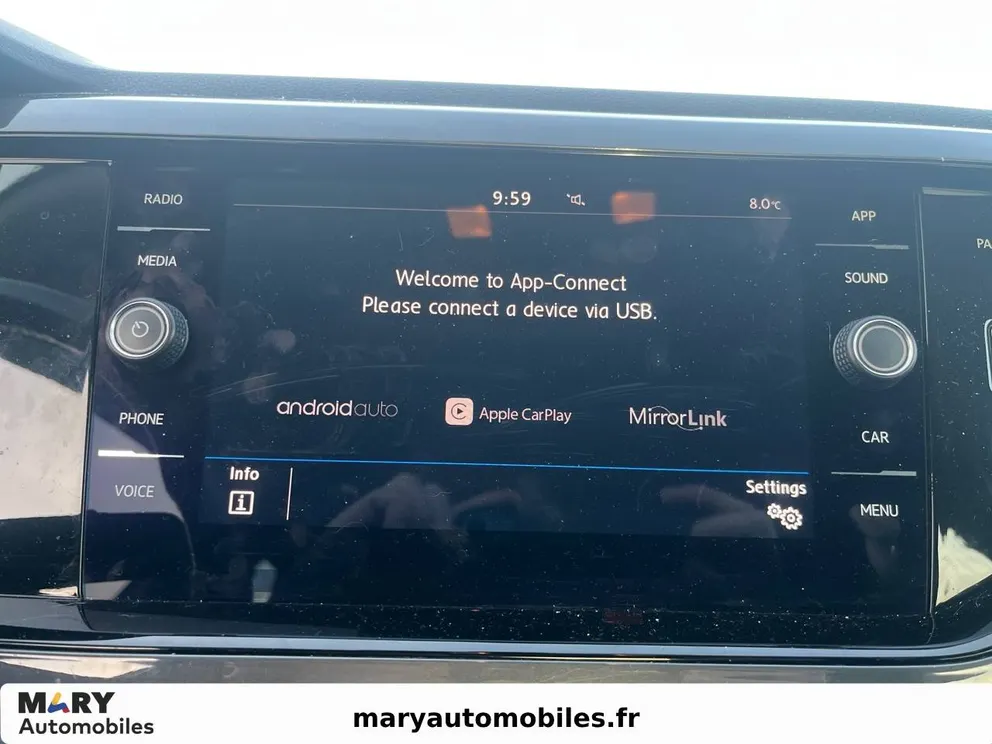 RADIO
MEDIA
PHONE
VOICE
9:59
8.0°C
Welcome to App-Connect
Please connect a device via USB.
androidauto
Apple CarPlay
MirrorLink
Info
i
Settings
APP
SOUND
CAR
MENU
PA
MARY
Automobiles
maryautomobiles.fr